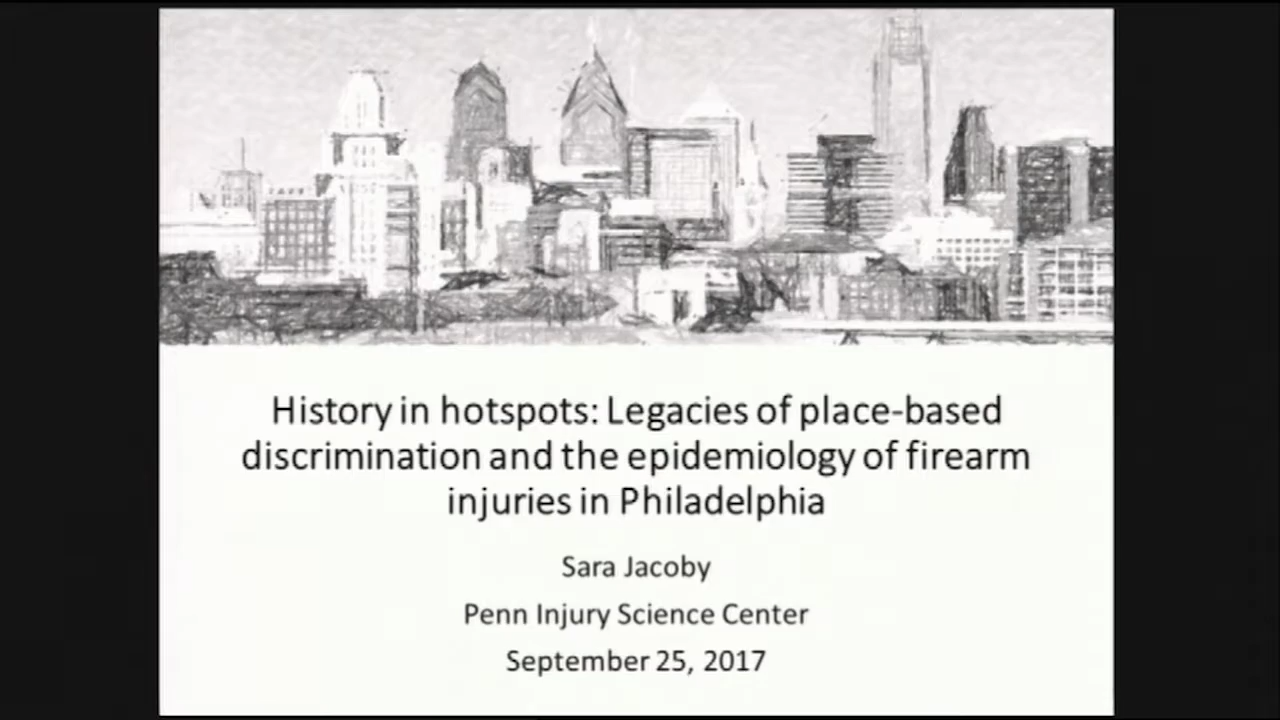 History in hotspots: Legacies of place-based
discrimination and the epidemiology of firearm
injuries in Philadelphia
Sara Jacoby
Penn Injury Science Center
September 25, 2017